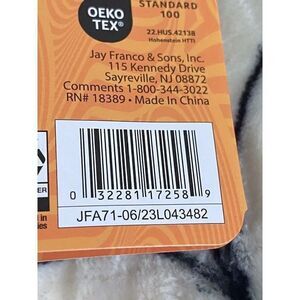 OEKO
TEX®
STANDARD
100
22.HUS.42138
Hohenstein HTTI
Jay Franco & Sons, Inc.
115 Kennedy Drive
Sayreville, NJ 08872
Comments 1-800-344-3022
RN# 18389 • Made In China
0 32281 17258 9
JFA71-06/23L043482